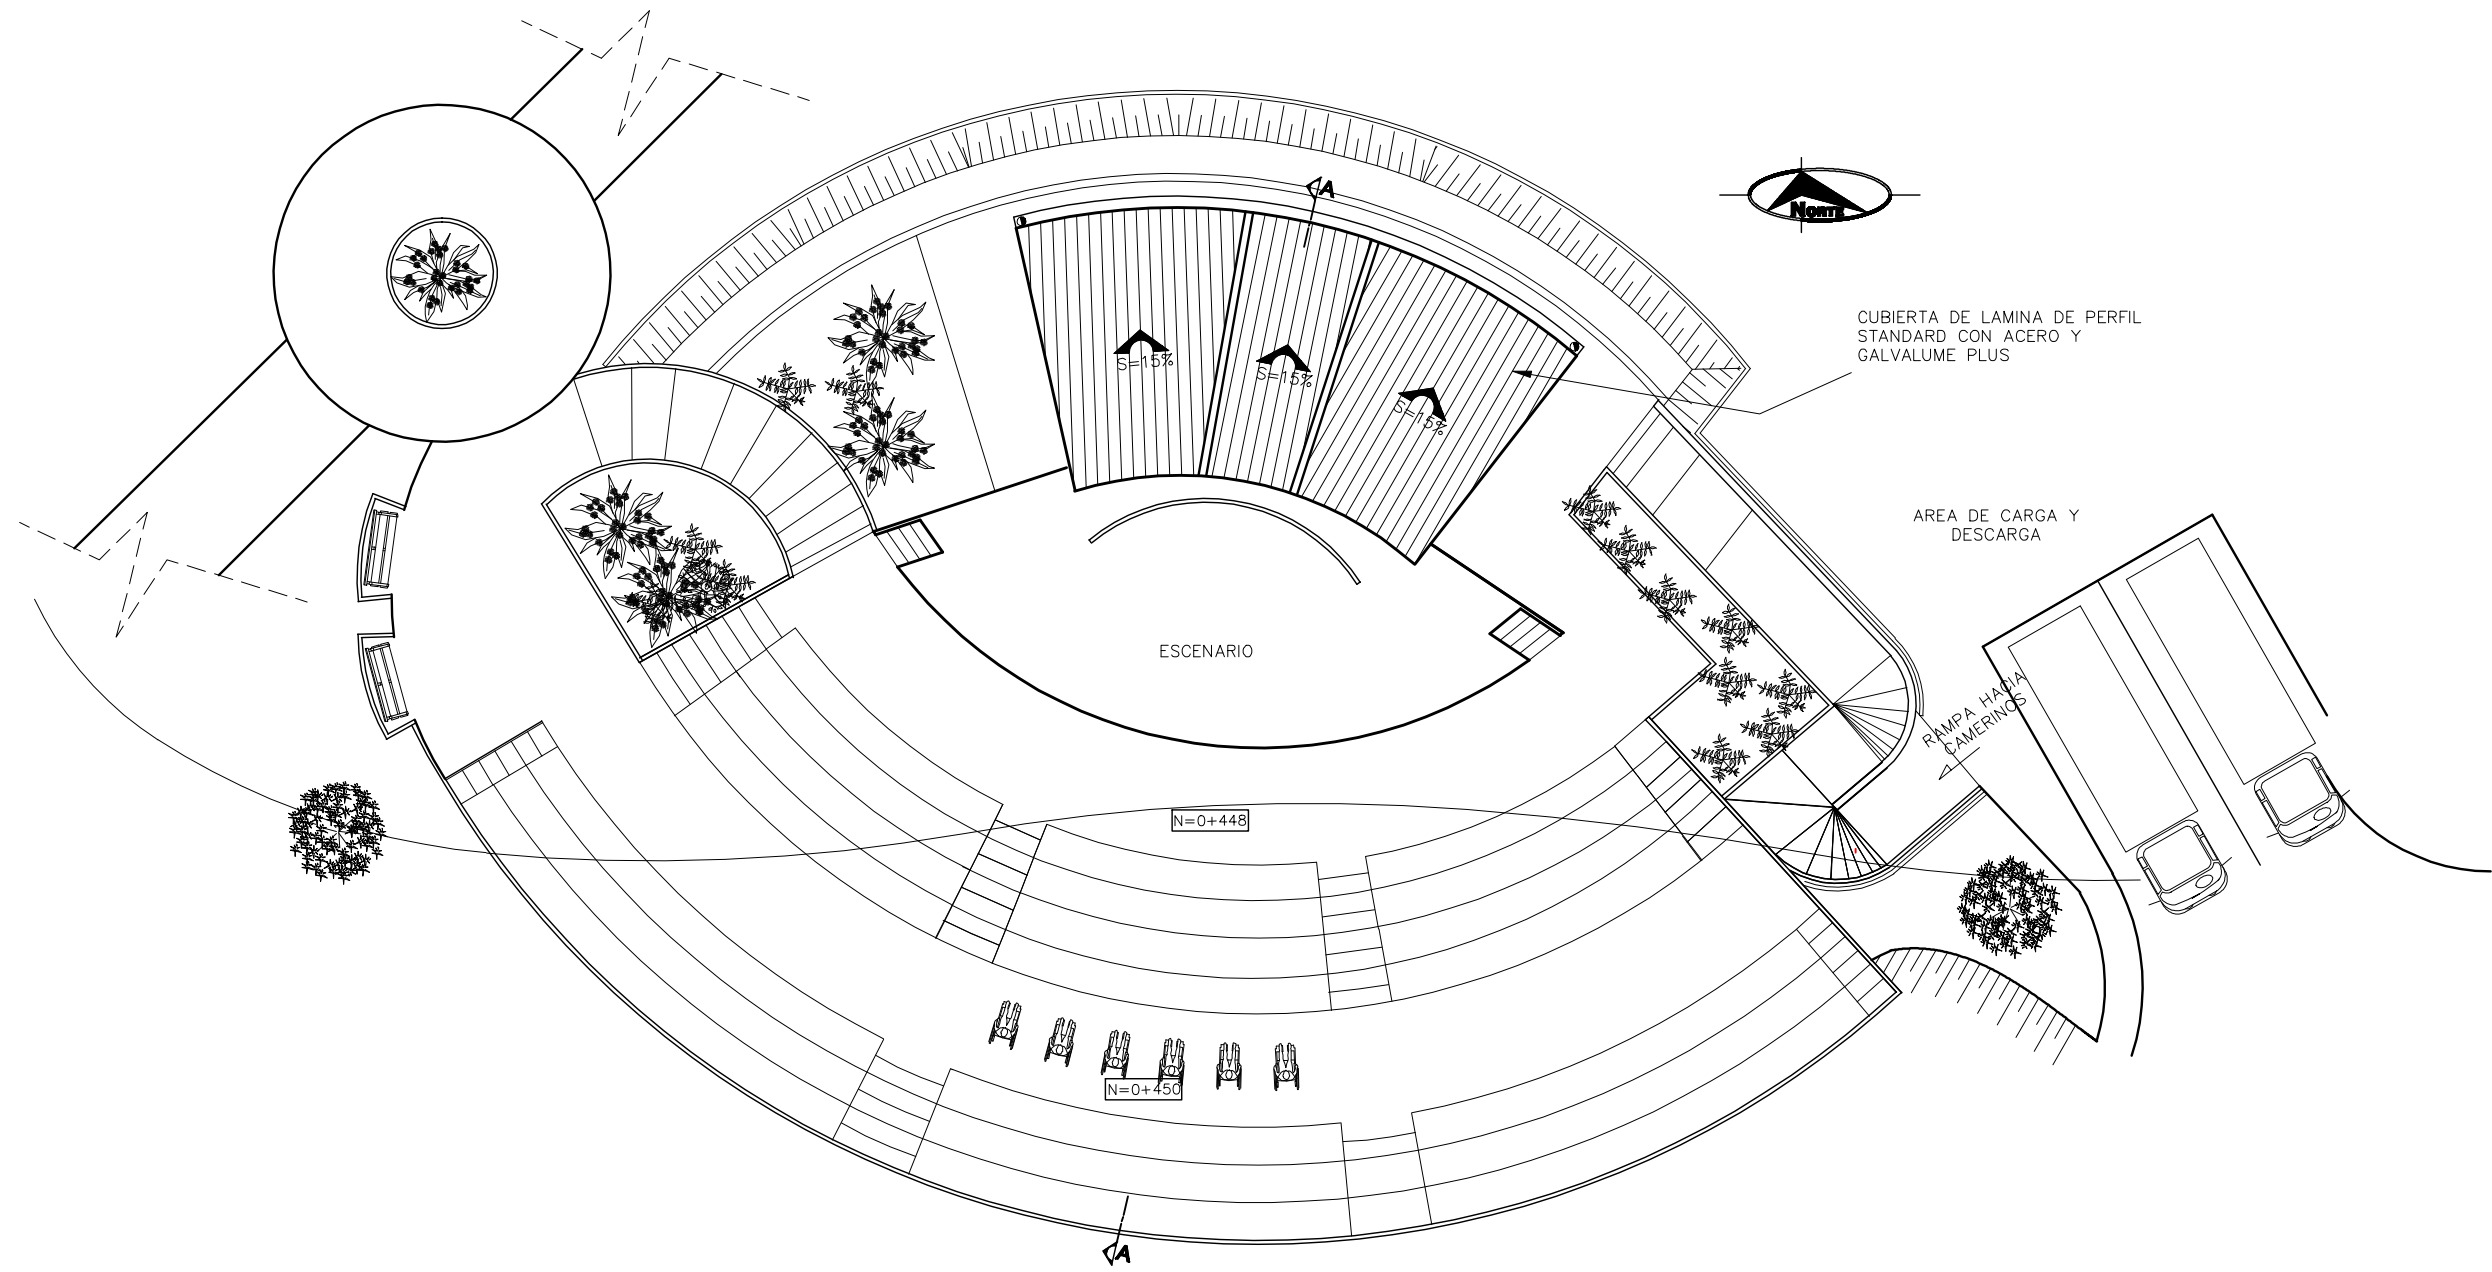 A
NORTE
CUBIERTA DE LAMINA DE PERFIL
STANDARD CON ACERO Y
GALVALUME PLUS
S=15%
S=15%
S=15%
AREA DE CARGA Y
DESCARGA
ESCENARIO
RAMPA HACIA
CAMERINOS
N=0+448
N=0+450
A